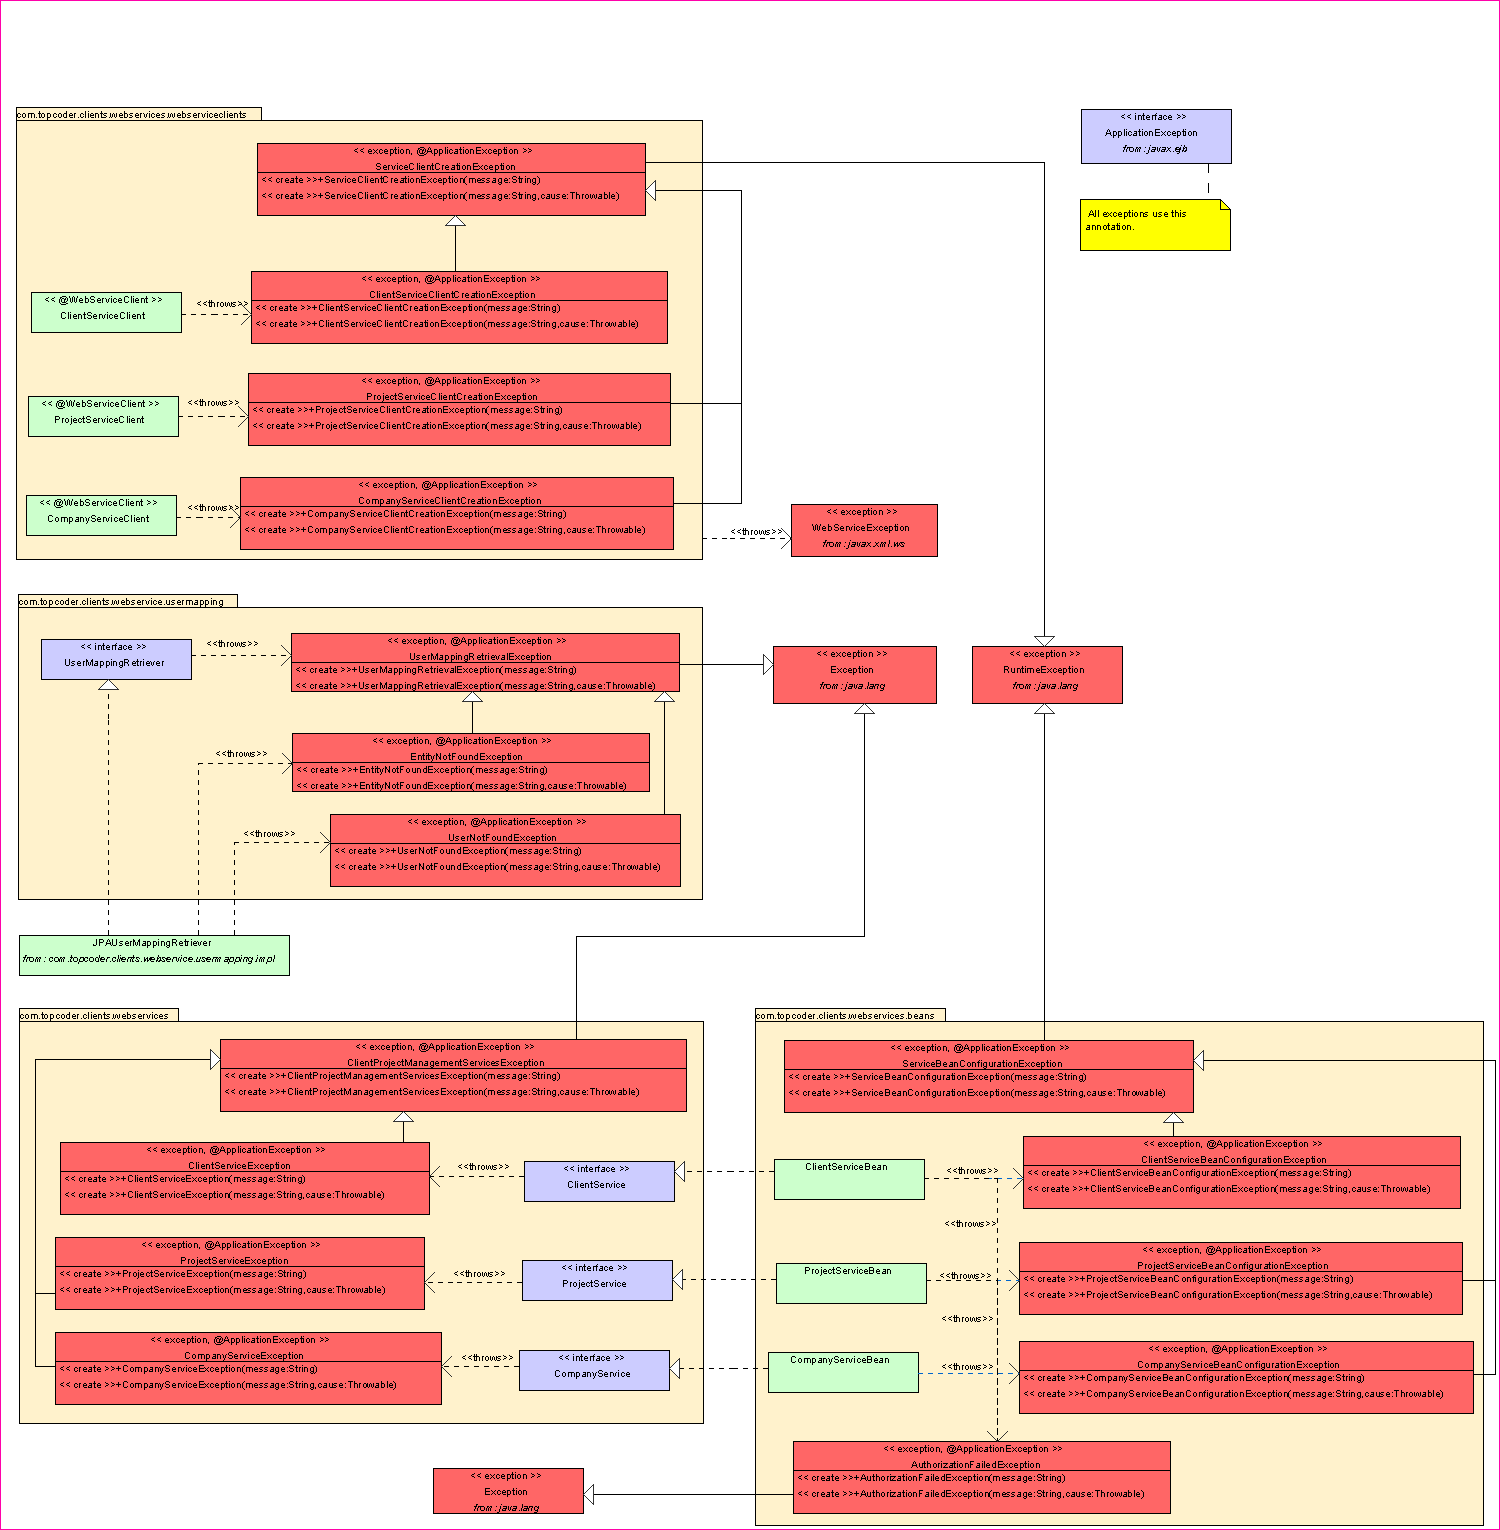 com.topcoder.clients.webservices.webserviceclients
<< exception, @ApplicationException >>
ServiceClientCreationException
<< create >>+ServiceClientCreationException(message:String)
<< create >>+ServiceClientCreationException(message:String,cause:Throwable)
<< interface >>
ApplicationException
from : javax.ejb
All exceptions use this
annotation.
<< exception, @ApplicationException >>
ClientServiceClientCreationException
<< create >>+ClientServiceClientCreationException(message:String)
<< create >>+ClientServiceClientCreationException(message:String,cause:Throwable)
<< @WebServiceClient >>
ClientServiceClient
<<throws>>
<< exception, @ApplicationException >>
ProjectServiceClientCreationException
<< create >>+ProjectServiceClientCreationException(message:String)
<< create >>+ProjectServiceClientCreationException(message:String,cause:Throwable)
<< @WebServiceClient >>
ProjectServiceClient
<<throws>>
<< exception, @ApplicationException >>
CompanyServiceClientCreationException
<< create >>+CompanyServiceClientCreationException(message:String)
<< create >>+CompanyServiceClientCreationException(message:String,cause:Throwable)
<< @WebServiceClient >>
CompanyServiceClient
<<throws>>
<<throws>>
<< exception >>
WebServiceException
from : javax.xml.ws
com.topcoder.clients.webservice.usermapping
<< interface >>
UserMappingRetriever
<<throws>>
<< exception, @ApplicationException >>
UserMappingRetrievalException
<< create >>+UserMappingRetrievalException(message:String)
<< create >>+UserMappingRetrievalException(message:String,cause:Throwable)
<< exception >>
Exception
from : java.lang
<< exception >>
RuntimeException
from : java.lang
<<throws>>
<< exception, @ApplicationException >>
EntityNotFoundException
<< create >>+EntityNotFoundException(message:String)
<< create >>+EntityNotFoundException(message:String,cause:Throwable)
<<throws>>
<< exception, @ApplicationException >>
UserNotFoundException
<< create >>+UserNotFoundException(message:String)
<< create >>+UserNotFoundException(message:String,cause:Throwable)
JPAUserMappingRetriever
from : com.topcoder.clients.webservice.usermapping.impl
com.topcoder.clients.webservices
<< exception, @ApplicationException >>
ClientProjectManagementServicesException
<< create >>+ClientProjectManagementServicesException(message:String)
<< create >>+ClientProjectManagementServicesException(message:String,cause:Throwable)
<< exception, @ApplicationException >>
ClientServiceException
<< create >>+ClientServiceException(message:String)
<< create >>+ClientServiceException(message:String,cause:Throwable)
<<throws>>
<< interface >>
ClientService
<< exception, @ApplicationException >>
ProjectServiceException
<< create >>+ProjectServiceException(message:String)
<< create >>+ProjectServiceException(message:String,cause:Throwable)
<<throws>>
<< interface >>
ProjectService
<< exception, @ApplicationException >>
CompanyServiceException
<< create >>+CompanyServiceException(message:String)
<< create >>+CompanyServiceException(message:String,cause:Throwable)
<<throws>>
<< interface >>
CompanyService
com.topcoder.clients.webservices.beans
<< exception, @ApplicationException >>
ServiceBeanConfigurationException
<< create >>+ServiceBeanConfigurationException(message:String)
<< create >>+ServiceBeanConfigurationException(message:String,cause:Throwable)
ClientServiceBean
<<throws>>
<< exception, @ApplicationException >>
ClientServiceBeanConfigurationException
<< create >>+ClientServiceBeanConfigurationException(message:String)
<< create >>+ClientServiceBeanConfigurationException(message:String,cause:Throwable)
<<throws>>
ProjectServiceBean
<<throws>>
<< exception, @ApplicationException >>
ProjectServiceBeanConfigurationException
<< create >>+ProjectServiceBeanConfigurationException(message:String)
<< create >>+ProjectServiceBeanConfigurationException(message:String,cause:Throwable)
<<throws>>
CompanyServiceBean
<<throws>>
<< exception, @ApplicationException >>
CompanyServiceBeanConfigurationException
<< create >>+CompanyServiceBeanConfigurationException(message:String)
<< create >>+CompanyServiceBeanConfigurationException(message:String,cause:Throwable)
<< exception, @ApplicationException >>
AuthorizationFailedException
<< create >>+AuthorizationFailedException(message:String)
<< create >>+AuthorizationFailedException(message:String,cause:Throwable)
<< exception >>
Exception
from : java.lang